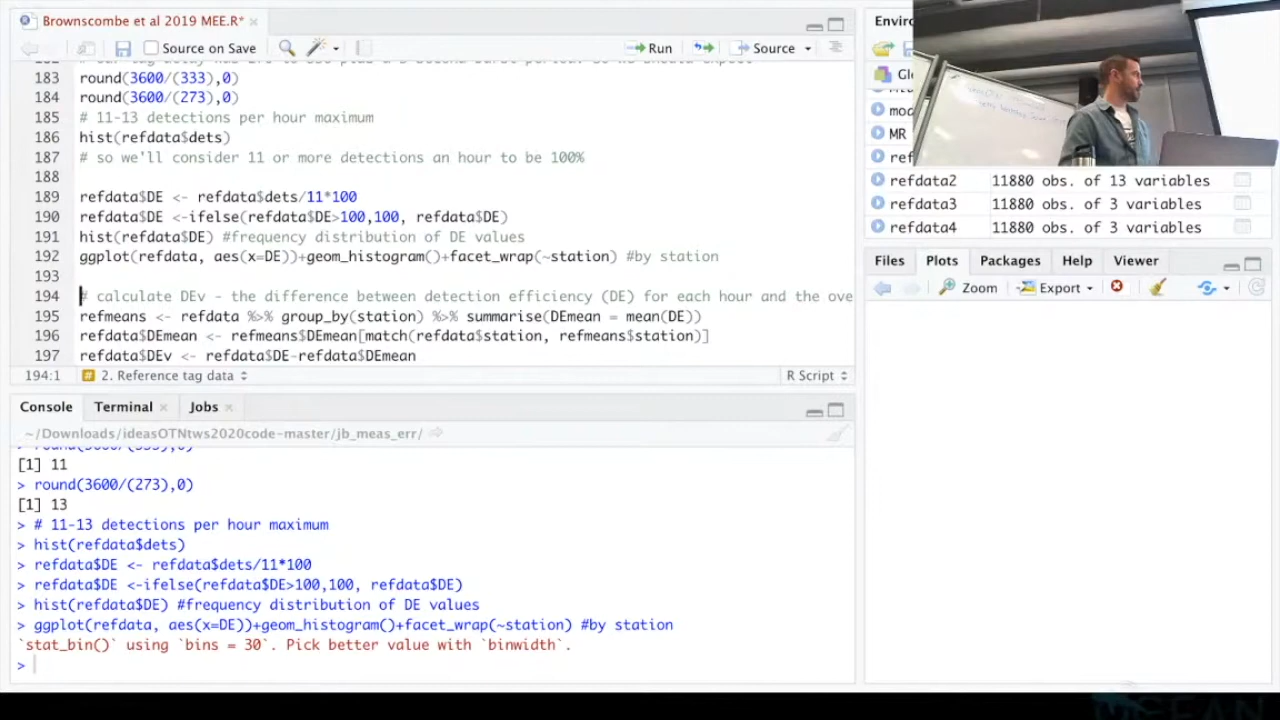 Brownscombe et al 2019 MEE.R*
Source on Save
Run
Source
183 round(3600/(333),0)
184 round(3600/(273),0)
185 # 11-13 detections per hour maximum
186 hist(refdata$dets)
187 # so we'll consider 11 or more detections an hour to be 100%
188
189 refdata$DE <- refdata$dets/11*100
190 refdata$DE <-ifelse(refdata$DE>100,100, refdata$DE)
191 hist(refdata$DE) #frequency distribution of DE values
192 ggplot(refdata, aes(x=DE))+geom_histogram()+facet_wrap(~station) #by station
193
194 # calculate DEv - the difference between detection efficiency (DE) for each hour and the ove
195 refmeans <- refdata %>% group_by(station) %>% summarise(DEmean = mean(DE))
196 refdata$DEmean <- refmeans$DEmean[match(refdata$station, refmeans$station)]
197 refdata$DEv <- refdata$DE-refdata$DEmean
194:1 # 2. Reference tag data R Script
Console Terminal Jobs
~/Downloads/ideasOTNtws2020code-master/jb_meas_err/
> round(3600/(333),0)
[1] 11
> round(3600/(273),0)
[1] 13
> # 11-13 detections per hour maximum
> hist(refdata$dets)
> refdata$DE <- refdata$dets/11*100
> refdata$DE <-ifelse(refdata$DE>100,100, refdata$DE)
> hist(refdata$DE) #frequency distribution of DE values
> ggplot(refdata, aes(x=DE))+geom_histogram()+facet_wrap(~station) #by station
`stat_bin()` using `bins = 30`. Pick better value with `binwidth`.
>
Enviro
Glo
mod
MR
ref
refdata2 11880 obs. of 13 variables
refdata3 11880 obs. of 3 variables
refdata4 11880 obs. of 3 variables
Files Plots Packages Help Viewer
Zoom Export